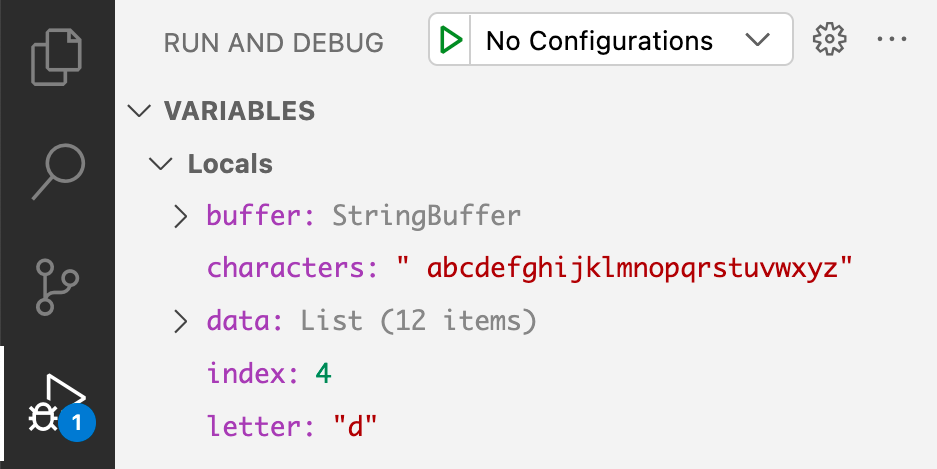 RUN AND DEBUG No Configurations ...
VARIABLES
Locals
buffer: StringBuffer
characters: " abcdefghijklmnopqrstuvwxyz"
data: List (12 items)
index: 4
letter: "d"
1